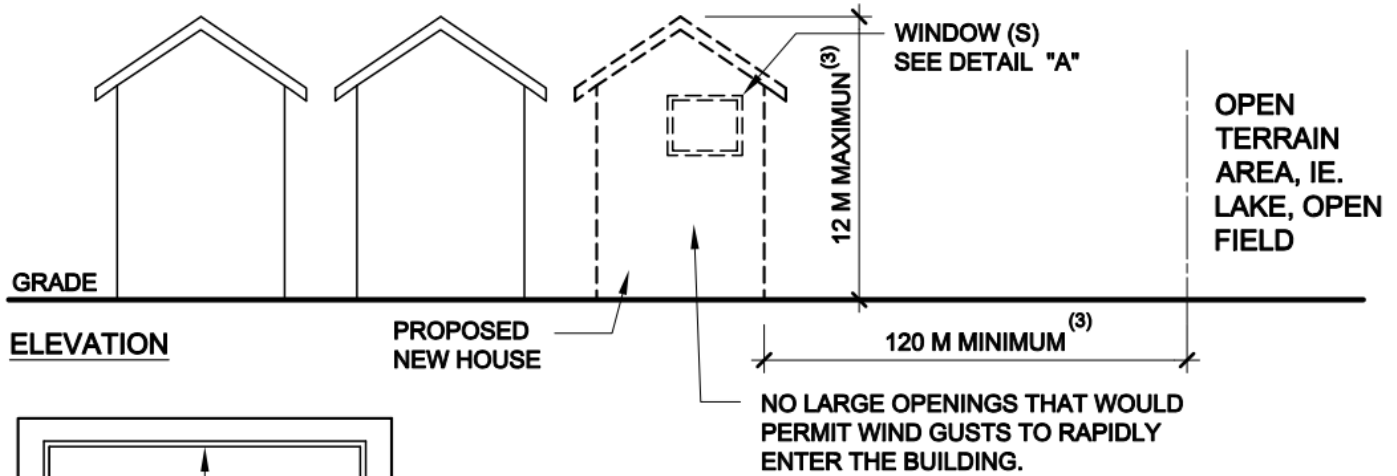 WINDOW (S)
SEE DETAIL "A"
12 M MAXIMUN (3)
OPEN
TERRAIN
AREA, IE.
LAKE, OPEN
FIELD
GRADE
ELEVATION
PROPOSED
NEW HOUSE
120 M MINIMUM (3)
NO LARGE OPENINGS THAT WOULD
PERMIT WIND GUSTS TO RAPIDLY
ENTER THE BUILDING.